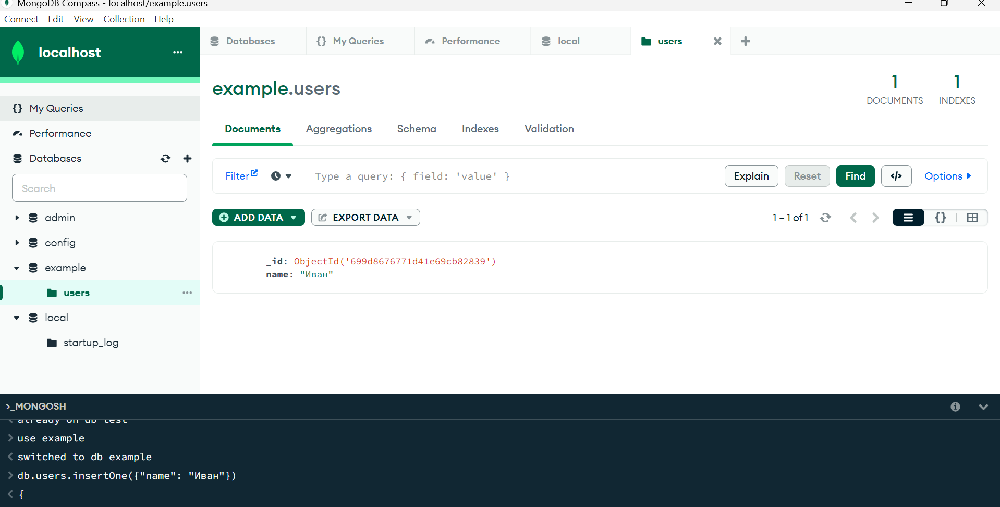 MongoDB Compass - localhost/example.users
Connect Edit View Collection Help
localhost
My Queries
Performance
Databases
Search
admin
config
example
users
local
startup_log
Databases My Queries Performance local users
example.users
1 DOCUMENTS
1 INDEXES
Documents Aggregations Schema Indexes Validation
Filter Type a query: { field: 'value' } Explain Reset Find </> Options
ADD DATA EXPORT DATA 1 – 1 of 1 {}
_id: ObjectId('699d8676771d41e69cb82839')
name: "Иван"
>_MONGOSH
< already on db test
> use example
< switched to db example
> db.users.insertOne({"name": "Иван"})
< {